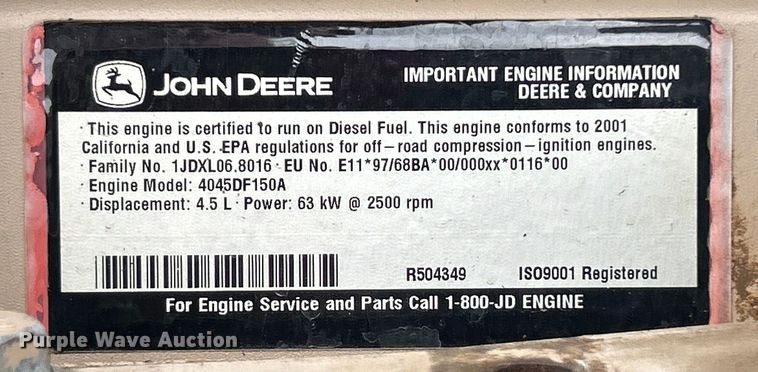 JOHN DEERE
IMPORTANT ENGINE INFORMATION
DEERE & COMPANY
· This engine is certified to run on Diesel Fuel. This engine conforms to 2001
California and U.S. EPA regulations for off-road compression-ignition engines.
· Family No. 1JDXL06.8016 · EU No. E11*97/68BA*00/000xx*0116*00
· Engine Model: 4045DF150A
· Displacement: 4.5 L · Power: 63 kW @ 2500 rpm
R504349 ISO9001 Registered
For Engine Service and Parts Call 1-800-JD ENGINE
Purple Wave Auction